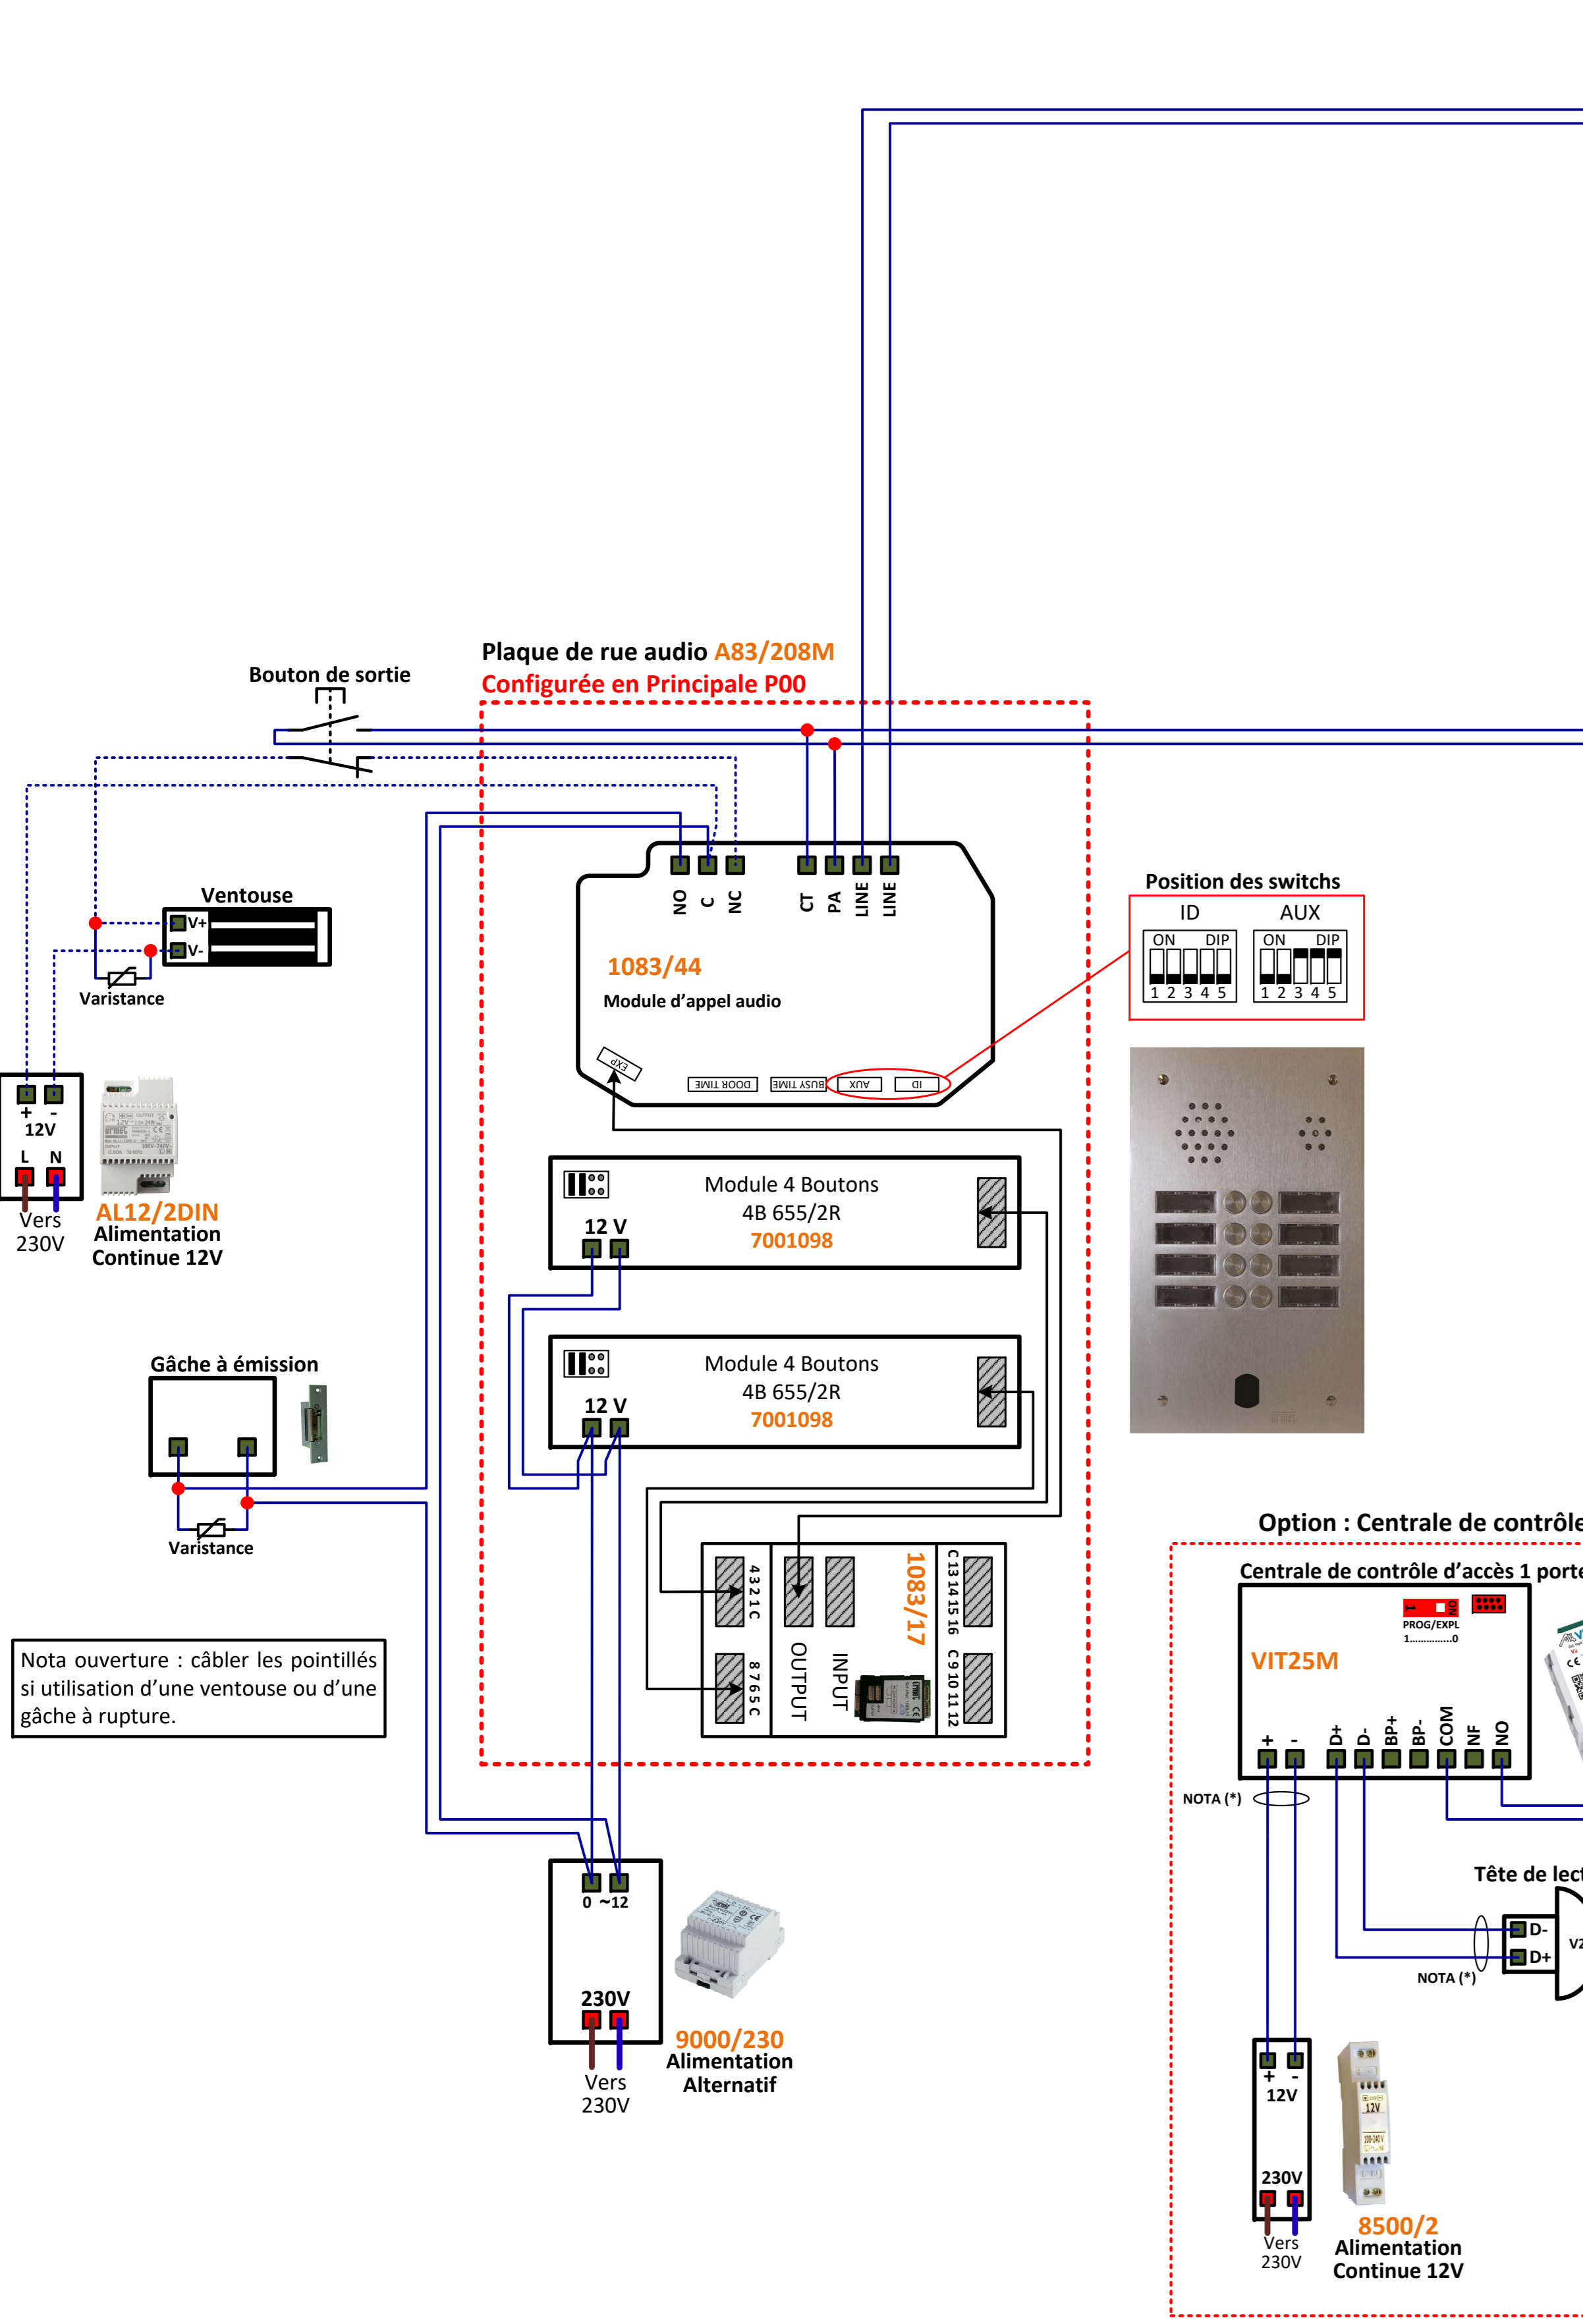 Plaque de rue audio A83/208M
Configurée en Principale P00
Bouton de sortie
NO
C
NC
CT
PA
LINE
LINE
1083/44
Module d'appel audio
EXP
DOOR TIME
BUSY TIME
AUX
ID
Position des switchs
ID
AUX
ON DIP
1 2 3 4 5
ON DIP
1 2 3 4 5
Ventouse
V+
V-
Varistance
+ -
12V
L N
Vers
230V
AL12/2DIN
Alimentation
Continue 12V
Module 4 Boutons
4B 655/2R
7001098
12 V
Module 4 Boutons
4B 655/2R
7001098
12 V
Gâche à émission
Varistance
4 3 2 1 C
8 7 6 5 C
OUTPUT
INPUT
1083/17
C 13 14 15 16
C 9 10 11 12
Nota ouverture : câbler les pointillés
si utilisation d'une ventouse ou d'une
gâche à rupture.
0 ~12
230V
Vers
230V
9000/230
Alimentation
Alternatif
Option : Centrale de contrôle
Centrale de contrôle d'accès 1 porte
1
ON
PROG/EXPL
1...............0
VIT25M
+
-
D+
D-
BP+
BP-
COM
NF
NO
NOTA (*)
Tête de lect
D-
D+
V2
NOTA (*)
+ -
12V
230V
Vers
230V
12V
100-240 V
8500/2
Alimentation
Continue 12V